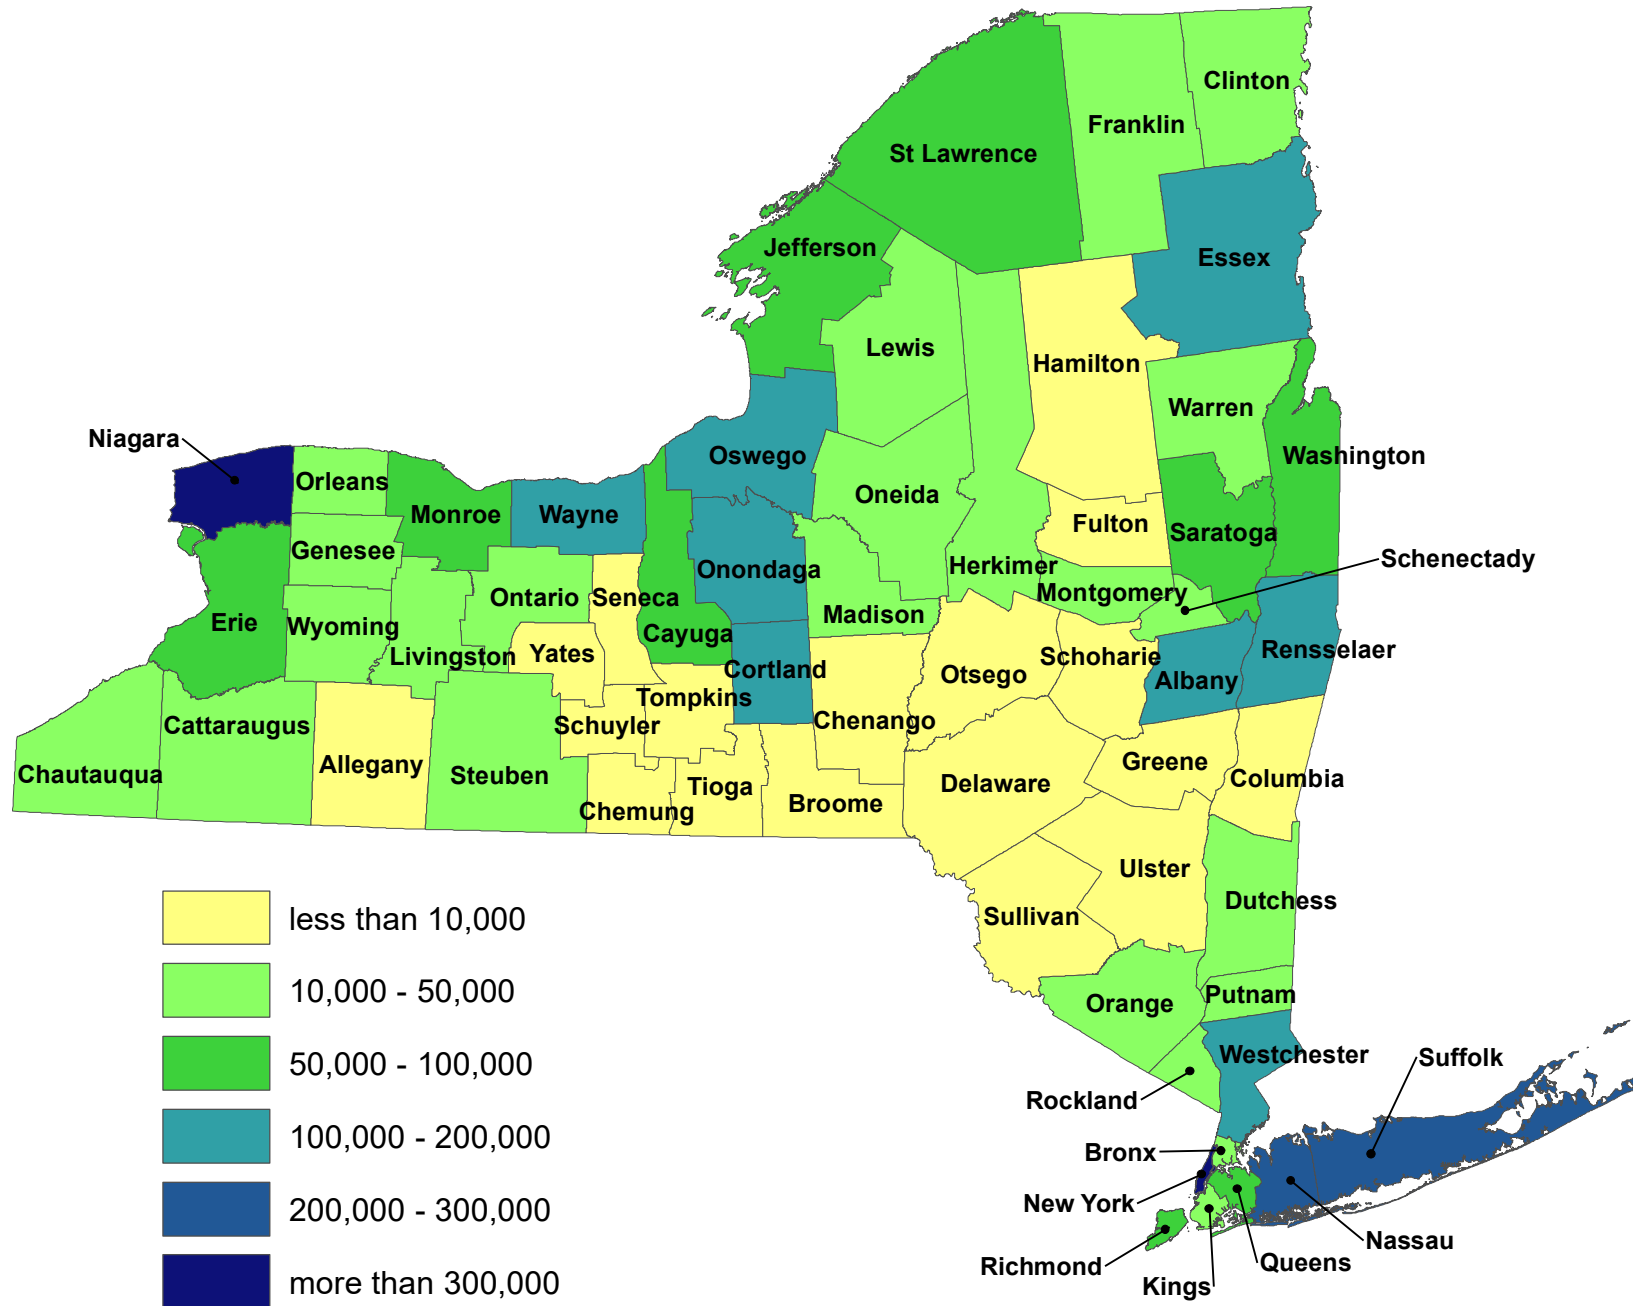 Clinton
Franklin
St Lawrence
Jefferson
Essex
Lewis
Hamilton
Warren
Niagara
Oswego
Washington
Orleans
Oneida
Monroe
Wayne
Fulton
Saratoga
Genesee
Schenectady
Herkimer
Onondaga
Montgomery
Ontario
Seneca
Madison
Erie
Wyoming
Cayuga
Rensselaer
Livingston
Yates
Schoharie
Cortland
Otsego
Albany
Tompkins
Cattaraugus
Schuyler
Chenango
Greene
Allegany
Chautauqua
Steuben
Columbia
Delaware
Tioga
Broome
Chemung
Ulster
Dutchess
Sullivan
less than 10,000
10,000 - 50,000
Putnam
Orange
Westchester
Suffolk
50,000 - 100,000
Rockland
100,000 - 200,000
Bronx
New York
200,000 - 300,000
Nassau
Queens
Richmond
Kings
more than 300,000